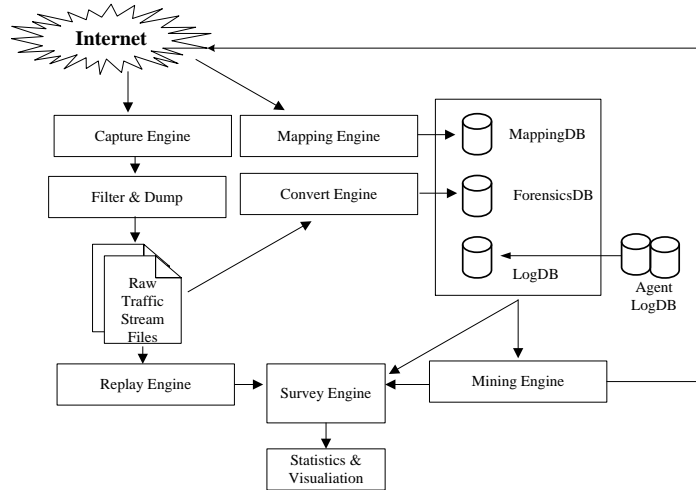 Internet
Capture Engine
Mapping Engine
MappingDB
Filter & Dump
Convert Engine
ForensicsDB
LogDB
Agent
LogDB
Raw
Traffic
Stream
Files
Replay Engine
Survey Engine
Mining Engine
Statistics &
Visualiation